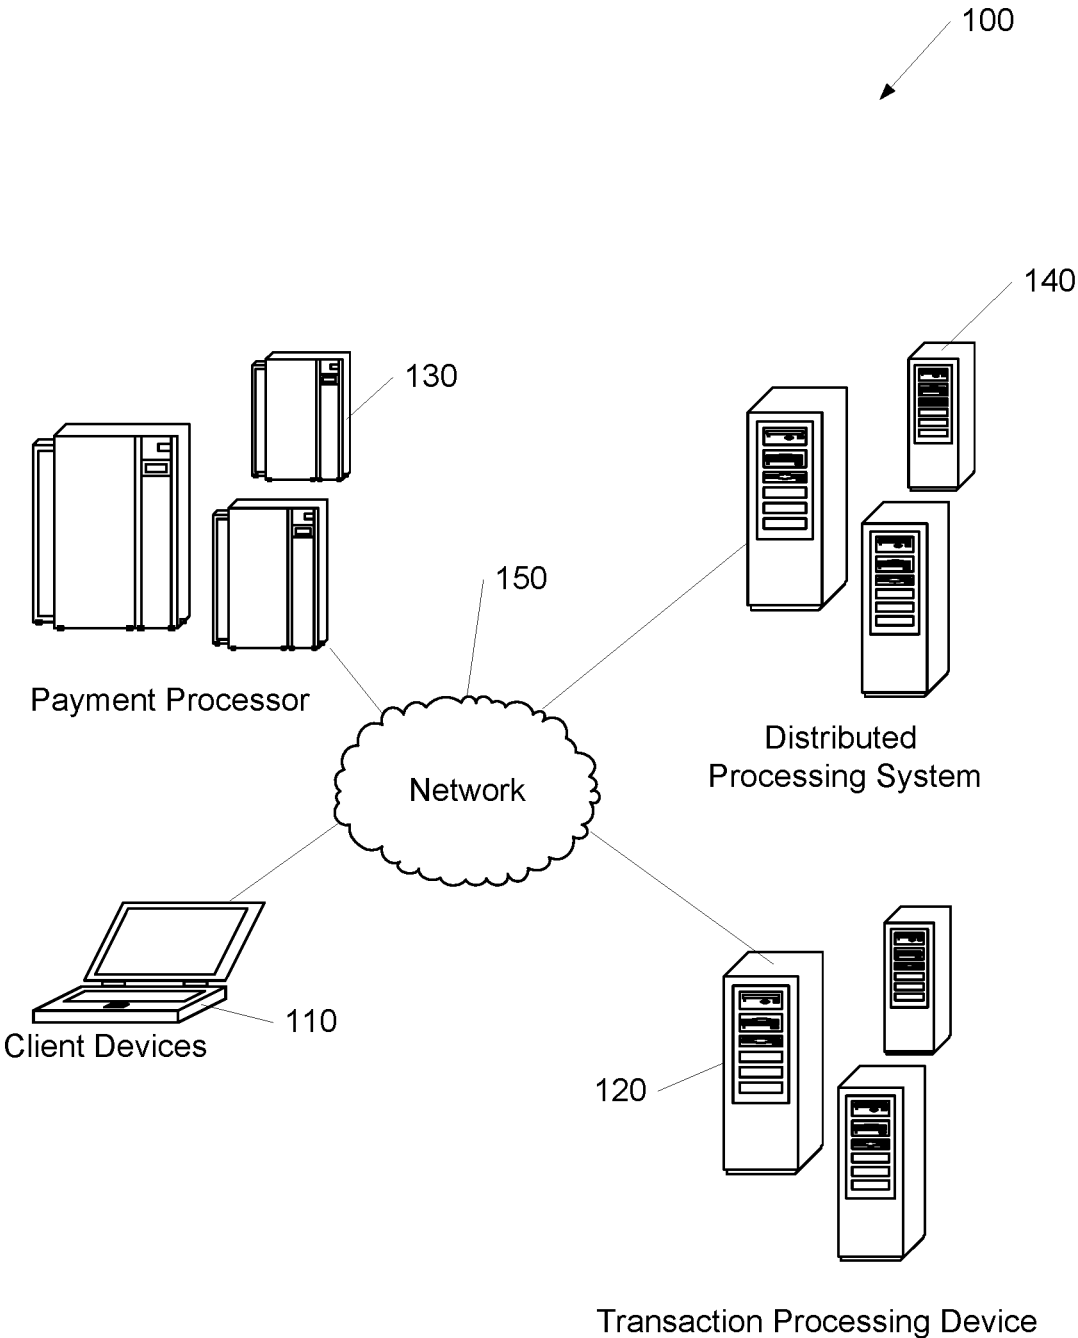 100
140
130
150
Payment Processor
Distributed
Processing System
Network
110
Client Devices
120
Transaction Processing Device